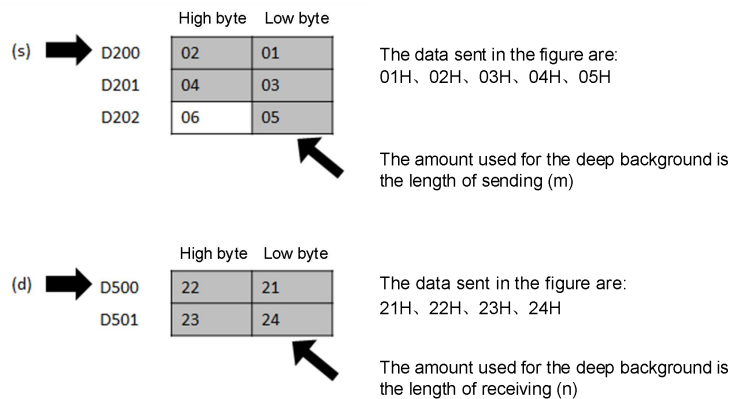 High byte Low byte
(s) D200 02 01
D201 04 03
D202 06 05
The data sent in the figure are:
01H、02H、03H、04H、05H
The amount used for the deep background is
the length of sending (m)
High byte Low byte
(d) D500 22 21
D501 23 24
The data sent in the figure are:
21H、22H、23H、24H
The amount used for the deep background is
the length of receiving (n)